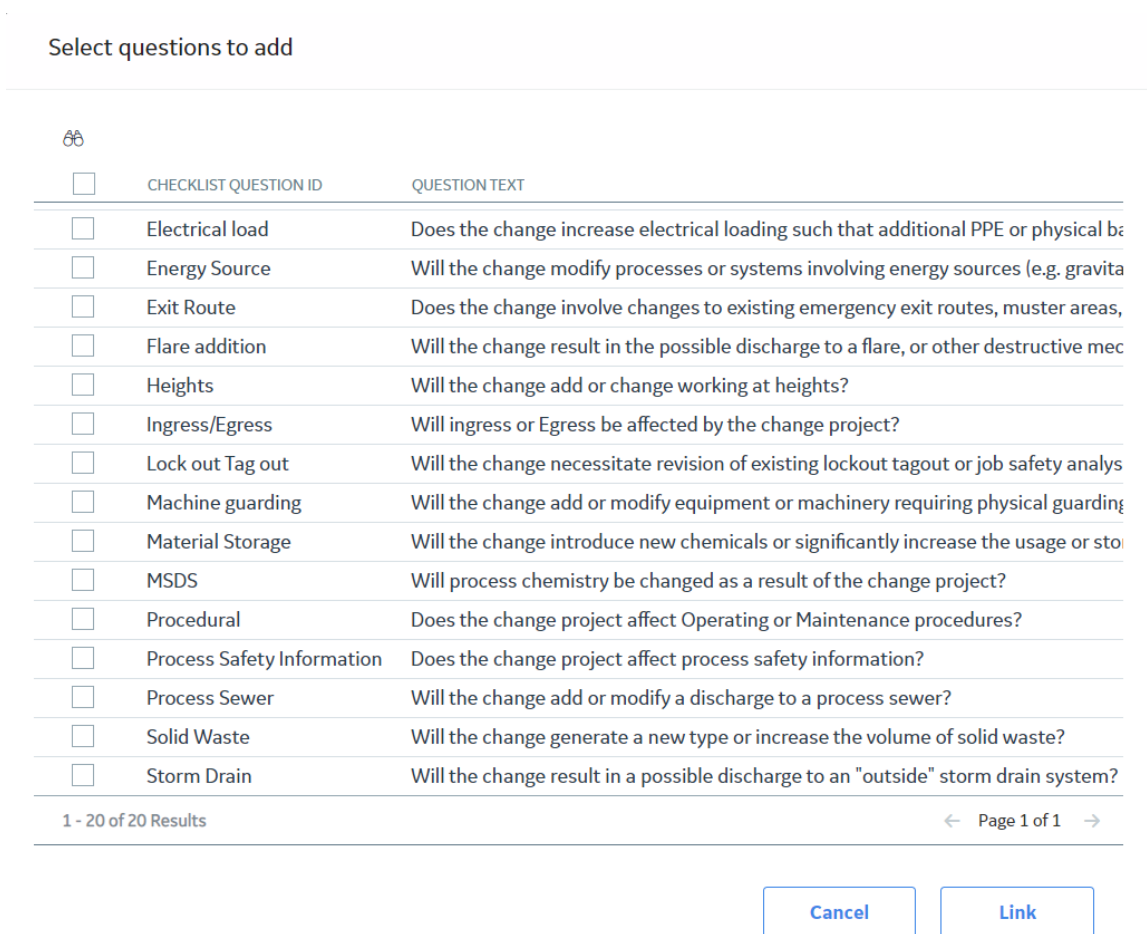 Select questions to add
CHECKLIST QUESTION ID QUESTION TEXT
Electrical load Does the change increase electrical loading such that additional PPE or physical
Energy Source Will the change modify processes or systems involving energy sources (e.g.
Exit Route Does the change involve changes to existing emergency exit routes, muster areas,
Flare addition Will the change result in the possible discharge to a flare, or other destructive
Heights Will the change add or change working at heights?
Ingress/Egress Will ingress or Egress be affected by the change project?
Lock out Tag out Will the change necessitate revision of existing lockout tagout or job safety
Machine guarding Will the change add or modify equipment or machinery requiring physical guarding
Material Storage Will the change introduce new chemicals or significantly increase the usage or
MSDS Will process chemistry be changed as a result of the change project?
Procedural Does the change project affect Operating or Maintenance procedures?
Process Safety Information Does the change project affect process safety information?
Process Sewer Will the change add or modify a discharge to a process sewer?
Solid Waste Will the change generate a new type or increase the volume of solid waste?
Storm Drain Will the change result in a possible discharge to an "outside" storm drain system?
1 - 20 of 20 Results ← Page 1 of 1 →
Cancel Link